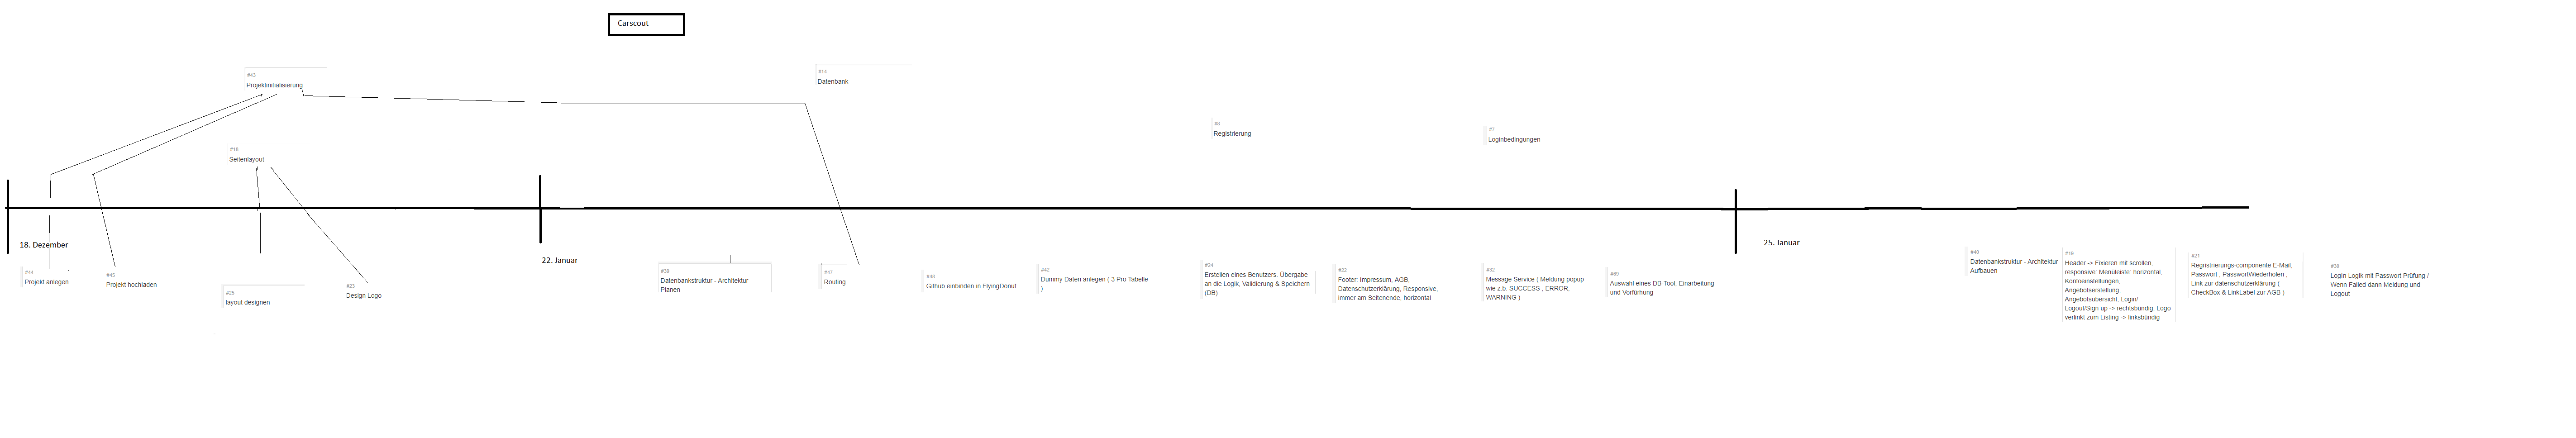 Carscout
#43
Projektinitialisierung
#14
Datenbank
#6
Registrierung
#7
Loginbedingungen
#16
Seitenlayout
18. Dezember
22. Januar
25. Januar
#44
Projekt anlegen
#45
Projekt hochladen
#25
layout designen
#23
Design Logo
#39
Datenbankstruktur - Architektur
Planen
#47
Routing
#48
Github einbinden in FlyingDonut
#42
Dummy Daten anlegen ( 3 Pro Tabelle
)
#24
Erstellen eines Benutzers. Übergabe
an die Logik, Validierung & Speichern
(DB)
#22
Footer: Impressum, AGB,
Datenschutzerklärung, Responsive,
immer am Seitenende, horizontal
#32
Message Service ( Meldung popup
wie z.b. SUCCESS , ERROR,
WARNING )
#69
Auswahl eines DB-Tool, Einarbeitung
und Vorführung
#40
Datenbankstruktur - Architektur
Aufbauen
#19
Header -> Fixieren mit scrollen,
responsive: Menüleiste: horizontal,
Kontoeinstellungen,
Angebotserstellung,
Angebotsübersicht, Login/
Logout/Sign up -> rechtsbündig, Logo
verlinkt zum Listing -> linksbündig
#21
Regristrierungs-componente E-Mail,
Passwort , PasswortWiederholen ,
Link zur datenschutzerklärung (
CheckBox & LinkLabel zur AGB )
#30
LogIn Logik mit Passwort Prüfung /
Wenn Failed dann Meldung und
Logout